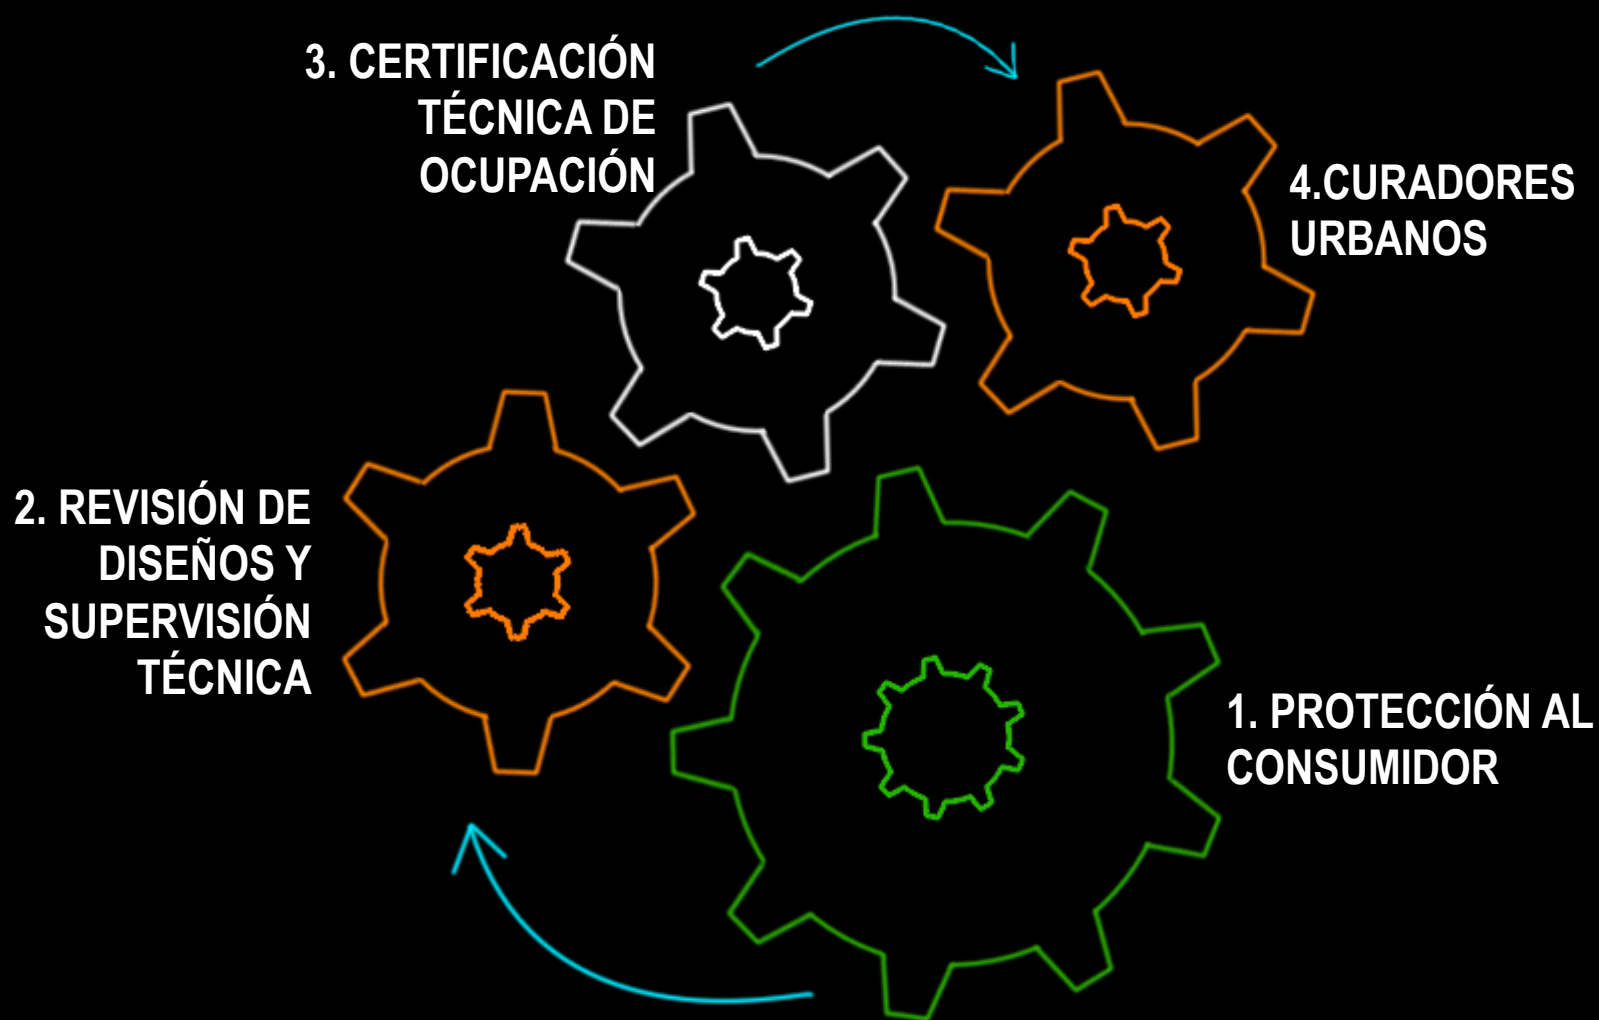 3. CERTIFICACIÓN
TÉCNICA DE
OCUPACIÓN
4.CURADORES
URBANOS
2. REVISIÓN DE
DISEÑOS Y
SUPERVISIÓN
TÉCNICA
1. PROTECCIÓN AL
CONSUMIDOR